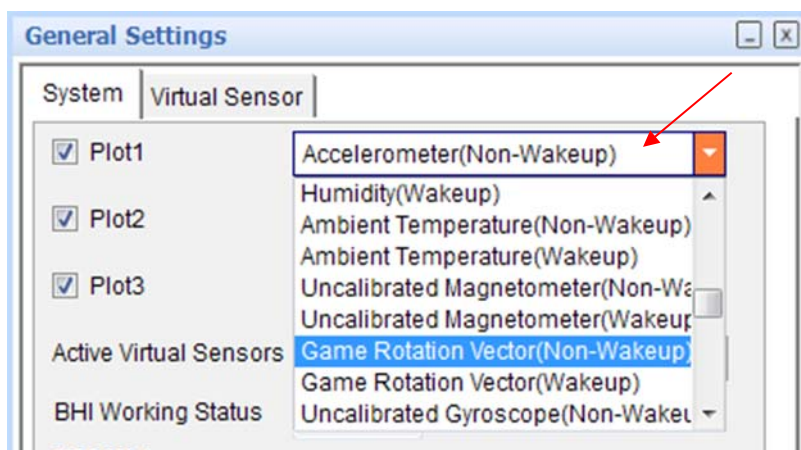 General Settings
System Virtual Sensor
Plot1 Accelerometer(Non-Wakeup)
Humidity(Wakeup)
Plot2 Ambient Temperature(Non-Wakeup)
Ambient Temperature(Wakeup)
Plot3 Uncalibrated Magnetometer(Non-Wa
Uncalibrated Magnetometer(Wakeup
Active Virtual Sensors Game Rotation Vector(Non-Wakeup)
Game Rotation Vector(Wakeup)
BHI Working Status Uncalibrated Gyroscope(Non-Wakeu